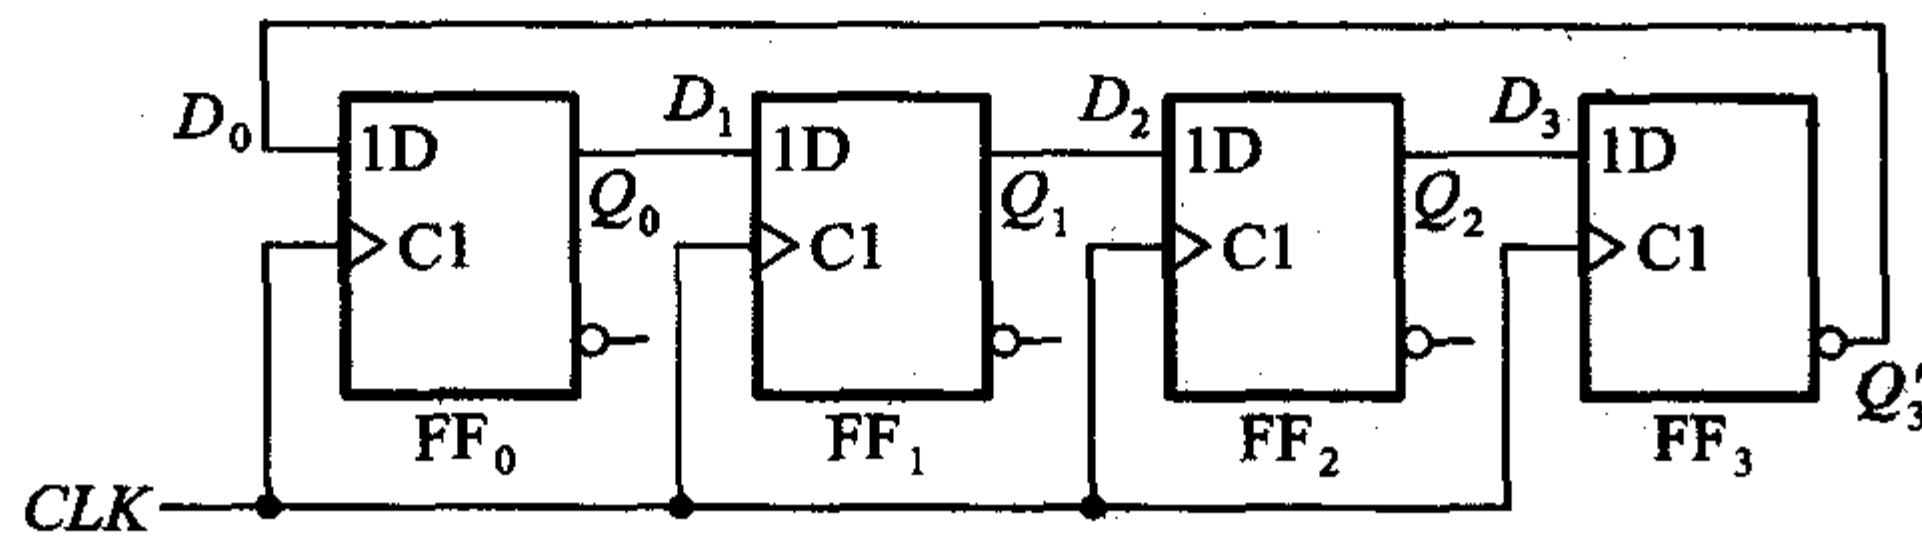 D₀ 1D D₁ 1D D₂ 1D D₃ 1D
Q₀ Q₁ Q₂
C1 C1 C1 C1
Q₃′
FF₀ FF₁ FF₂ FF₃
CLK